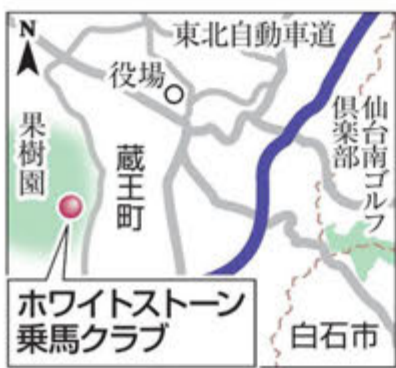 N
東北自動車道
役場
果樹園
蔵王町
仙台南ゴルフ
倶楽部
白石市
ホワイトストーン
乗馬クラブ